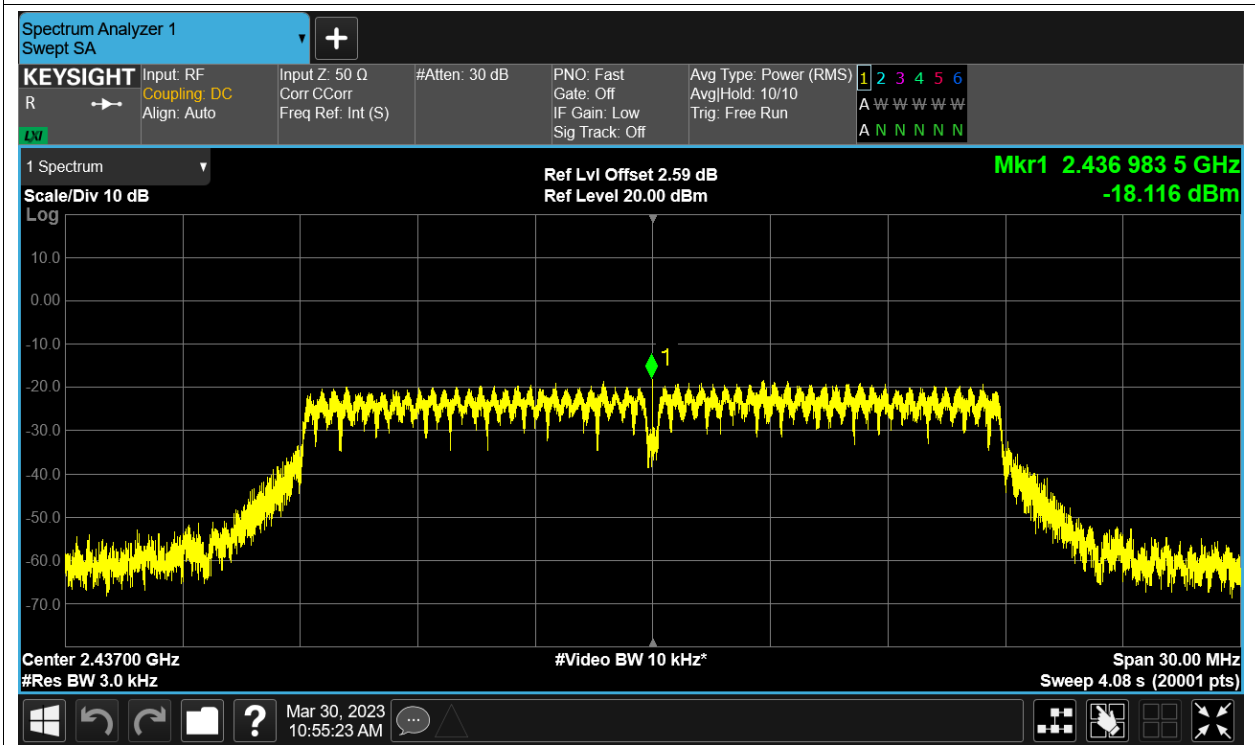 Spectrum Analyzer 1
Swept SA
KEYSIGHT
R
LXI
Input: RF
Coupling: DC
Align: Auto
Input Z: 50 Ω
Corr CCorr
Freq Ref: Int (S)
#Atten: 30 dB
PNO: Fast
Gate: Off
IF Gain: Low
Sig Track: Off
Avg Type: Power (RMS)
Avg|Hold: 10/10
Trig: Free Run
1 2 3 4 5 6
A W W W W W
A N N N N N
1 Spectrum
Scale/Div 10 dB
Ref Lvl Offset 2.59 dB
Ref Level 20.00 dBm
Mkr1 2.436 983 5 GHz
-18.116 dBm
Log
10.0
0.00
-10.0
1
-20.0
-30.0
-40.0
-50.0
-60.0
-70.0
Center 2.43700 GHz
#Res BW 3.0 kHz
#Video BW 10 kHz*
Span 30.00 MHz
Sweep 4.08 s (20001 pts)
?
Mar 30, 2023
10:55:23 AM